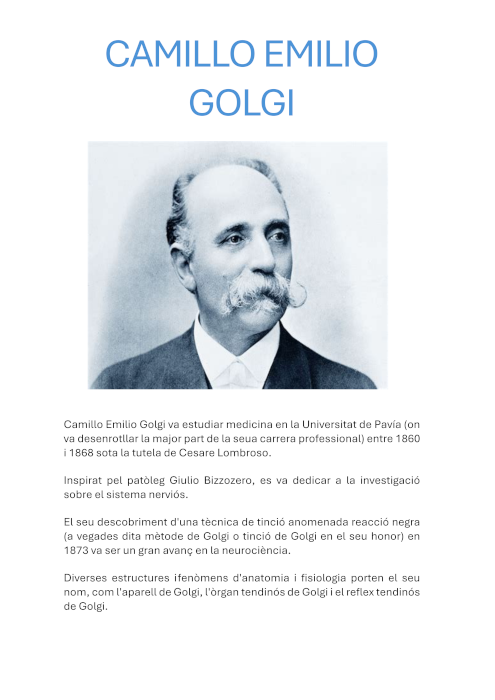 CAMILLO EMILIO
GOLGI
Camillo Emilio Golgi va estudiar medicina en la Universitat de Pavía (on
va desenrotllar la major part de la seua carrera professional) entre 1860
i 1868 sota la tutela de Cesare Lombroso.
Inspirat pel patòleg Giulio Bizzozero, es va dedicar a la investigació
sobre el sistema nerviós.
El seu descobriment d'una tècnica de tinció anomenada reacció negra
(a vegades dita mètode de Golgi o tinció de Golgi en el seu honor) en
1873 va ser un gran avanç en la neurociència.
Diverses estructures ifenòmens d'anatomia i fisiologia porten el seu
nom, com l'aparell de Golgi, l'òrgan tendinós de Golgi i el reflex tendinós
de Golgi.